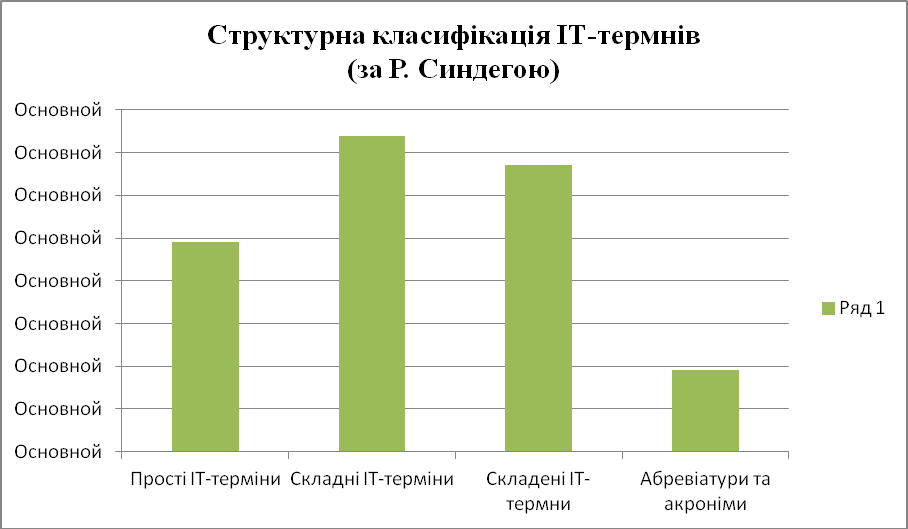 Структурна класифікація ІТ-термнів
(за Р. Синдегою)
Основной
Основной
Основной
Основной
Основной
Основной
Основной
Основной
Основной
Прості ІТ-терміни
Складні ІТ-терміни
Складені ІТ-
термни
Абревіатури та
акроніми
Ряд 1